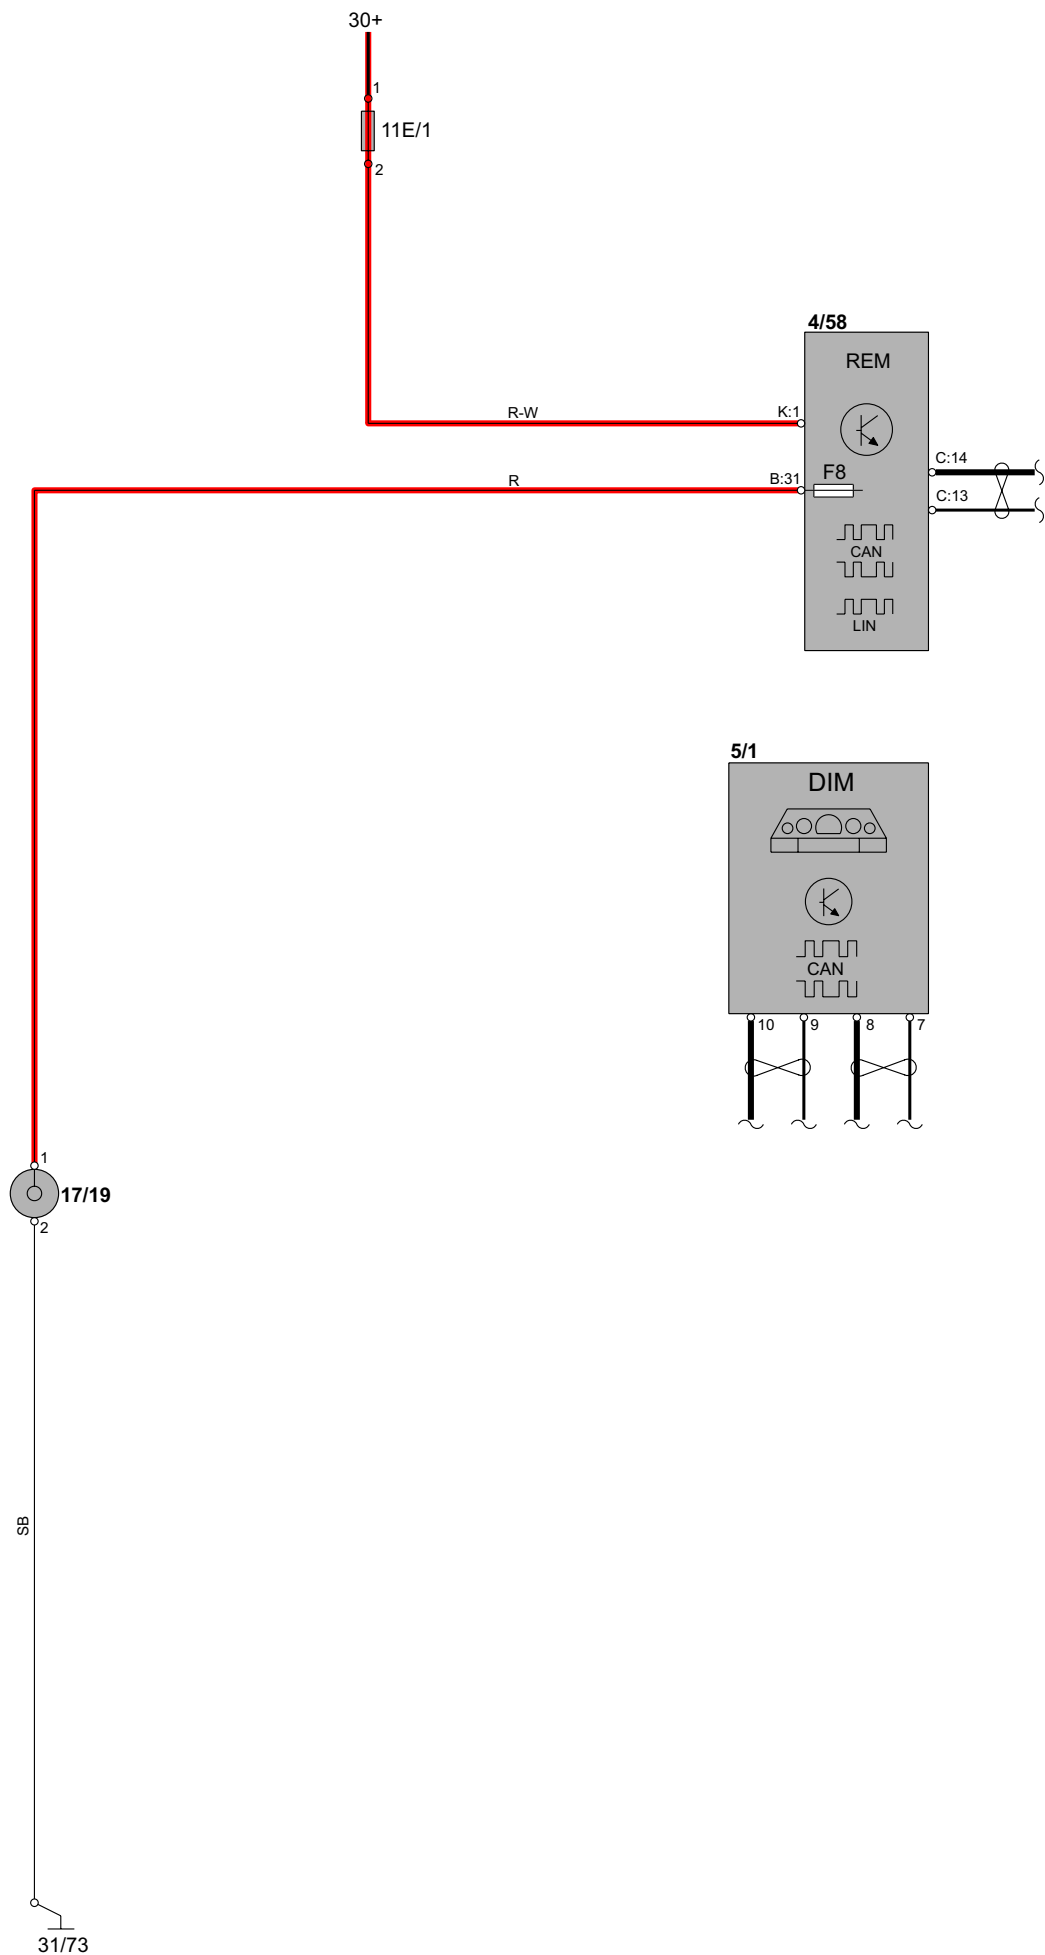 30+
1
11E/1
2
4/58
REM
R-W
K:1
C:14
R
B:31
F8
C:13
CAN
LIN
5/1
DIM
CAN
10
9
8
7
1
17/19
2
SB
31/73